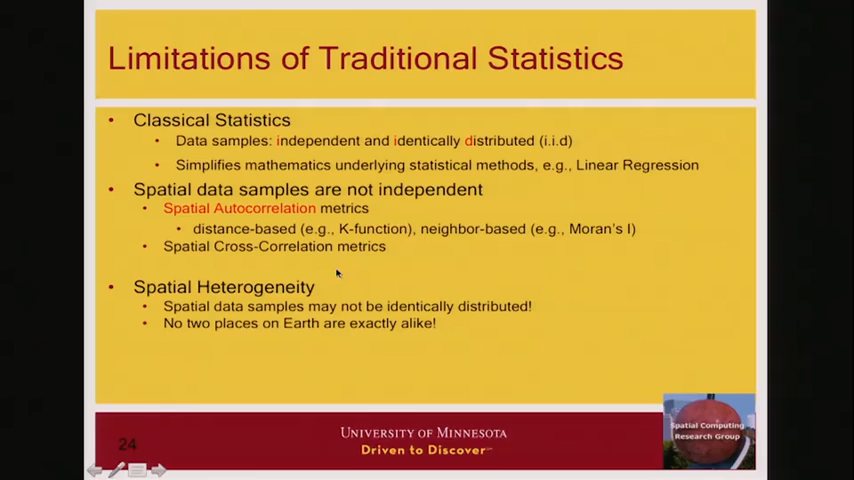 Limitations of Traditional Statistics
• Classical Statistics
• Data samples: independent and identically distributed (i.i.d)
• Simplifies mathematics underlying statistical methods, e.g., Linear Regression
• Spatial data samples are not independent
• Spatial Autocorrelation metrics
• distance-based (e.g., K-function), neighbor-based (e.g., Moran's I)
• Spatial Cross-Correlation metrics
• Spatial Heterogeneity
• Spatial data samples may not be identically distributed!
• No two places on Earth are exactly alike!
24
UNIVERSITY OF MINNESOTA
Driven to Discover℠
Spatial Computing
Research Group